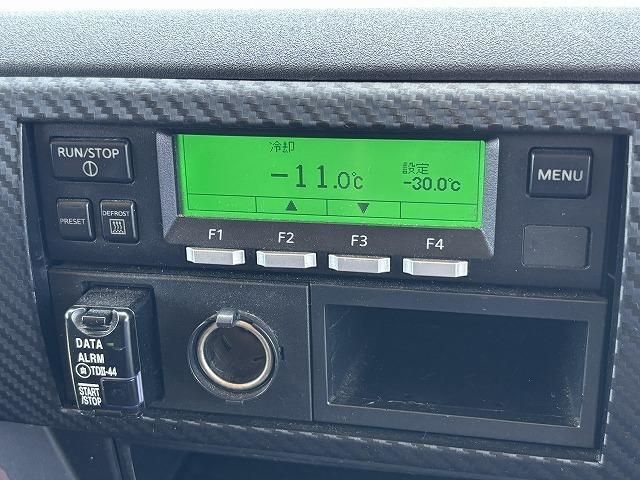 RUN/STOP
冷却
-11.0℃
設定
-30.0℃
MENU
PRESET
DEFROST
▲
▼
F1
F2
F3
F4
DATA
ALRM
TDII-44
START
/STOP